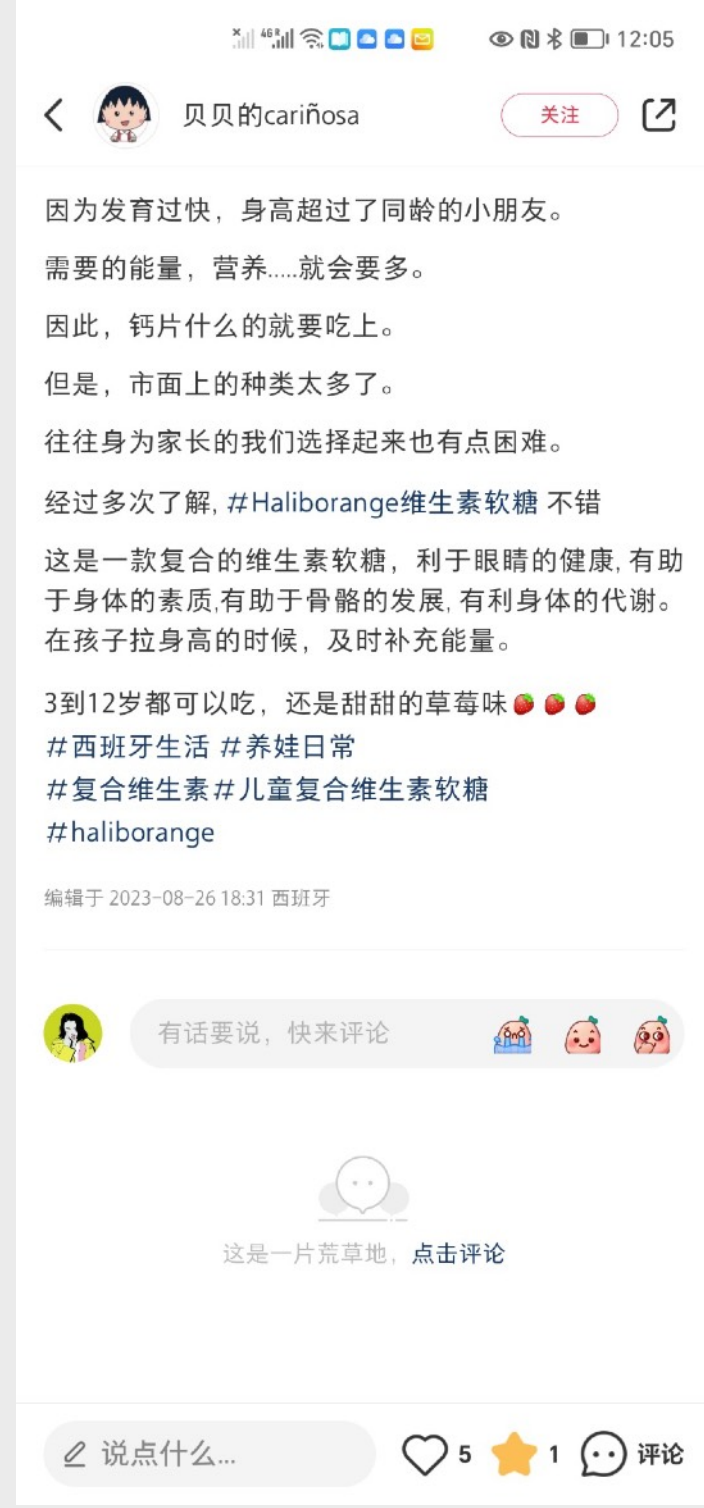 12:05
贝贝的cariñosa
关注
因为发育过快，身高超过了同龄的小朋友。
需要的能量，营养.....就会要多。
因此，钙片什么的就要吃上。
但是，市面上的种类太多了。
往往身为家长的我们选择起来也有点困难。
经过多次了解, #Haliborange维生素软糖 不错
这是一款复合的维生素软糖，利于眼睛的健康, 有助
于身体的素质,有助于骨骼的发展, 有利身体的代谢。
在孩子拉身高的时候，及时补充能量。
3到12岁都可以吃，还是甜甜的草莓味🍓🍓🍓
#西班牙生活 #养娃日常
#复合维生素#儿童复合维生素软糖
#haliborange
编辑于 2023-08-26 18:31 西班牙
有话要说，快来评论
这是一片荒草地，点击评论
说点什么... 5 1 评论